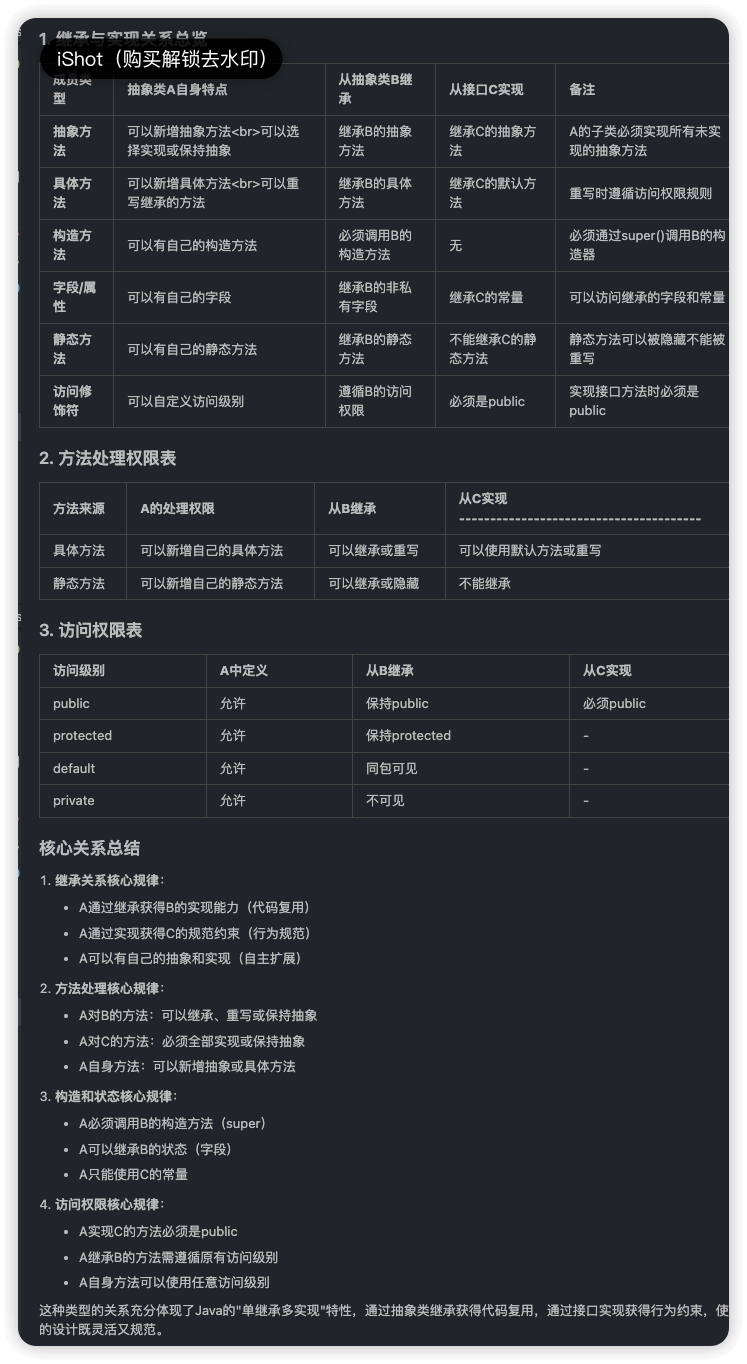 1. 继承与实现关系总览
iShot（购买解锁去水印）
成员类
型
抽象类A自身特点
从抽象类B继
承
从接口C实现
备注
抽象方
法
可以新增抽象方法<br>可以选
择实现或保持抽象
继承B的抽象
方法
继承C的抽象方
法
A的子类必须实现所有未实
现的抽象方法
具体方
法
可以新增具体方法<br>可以重
写继承的方法
继承B的具体
方法
继承C的默认方
法
重写时遵循访问权限规则
构造方
法
可以有自己的构造方法
必须调用B的
构造方法
无
必须通过super()调用B的构
造器
字段/属
性
可以有自己的字段
继承B的非私
有字段
继承C的常量
可以访问继承的字段和常量
静态方
法
可以有自己的静态方法
继承B的静态
方法
不能继承C的静
态方法
静态方法可以被隐藏不能被
重写
访问修
饰符
可以自定义访问级别
遵循B的访问
权限
必须是public
实现接口方法时必须是
public
2. 方法处理权限表
方法来源
A的处理权限
从B继承
从C实现
---------------------------------------
具体方法
可以新增自己的具体方法
可以继承或重写
可以使用默认方法或重写
静态方法
可以新增自己的静态方法
可以继承或隐藏
不能继承
3. 访问权限表
访问级别
A中定义
从B继承
从C实现
public
允许
保持public
必须public
protected
允许
保持protected
-
default
允许
同包可见
-
private
允许
不可见
-
核心关系总结
1. 继承关系核心规律：
• A通过继承获得B的实现能力（代码复用）
• A通过实现获得C的规范约束（行为规范）
• A可以有自己的抽象和实现（自主扩展）
2. 方法处理核心规律：
• A对B的方法：可以继承、重写或保持抽象
• A对C的方法：必须全部实现或保持抽象
• A自身方法：可以新增抽象或具体方法
3. 构造和状态核心规律：
• A必须调用B的构造方法（super）
• A可以继承B的状态（字段）
• A只能使用C的常量
4. 访问权限核心规律：
• A实现C的方法必须是public
• A继承B的方法需遵循原有访问级别
• A自身方法可以使用任意访问级别
这种类型的关系充分体现了Java的"单继承多实现"特性，通过抽象类继承获得代码复用，通过接口实现获得行为约束，使
的设计既灵活又规范。